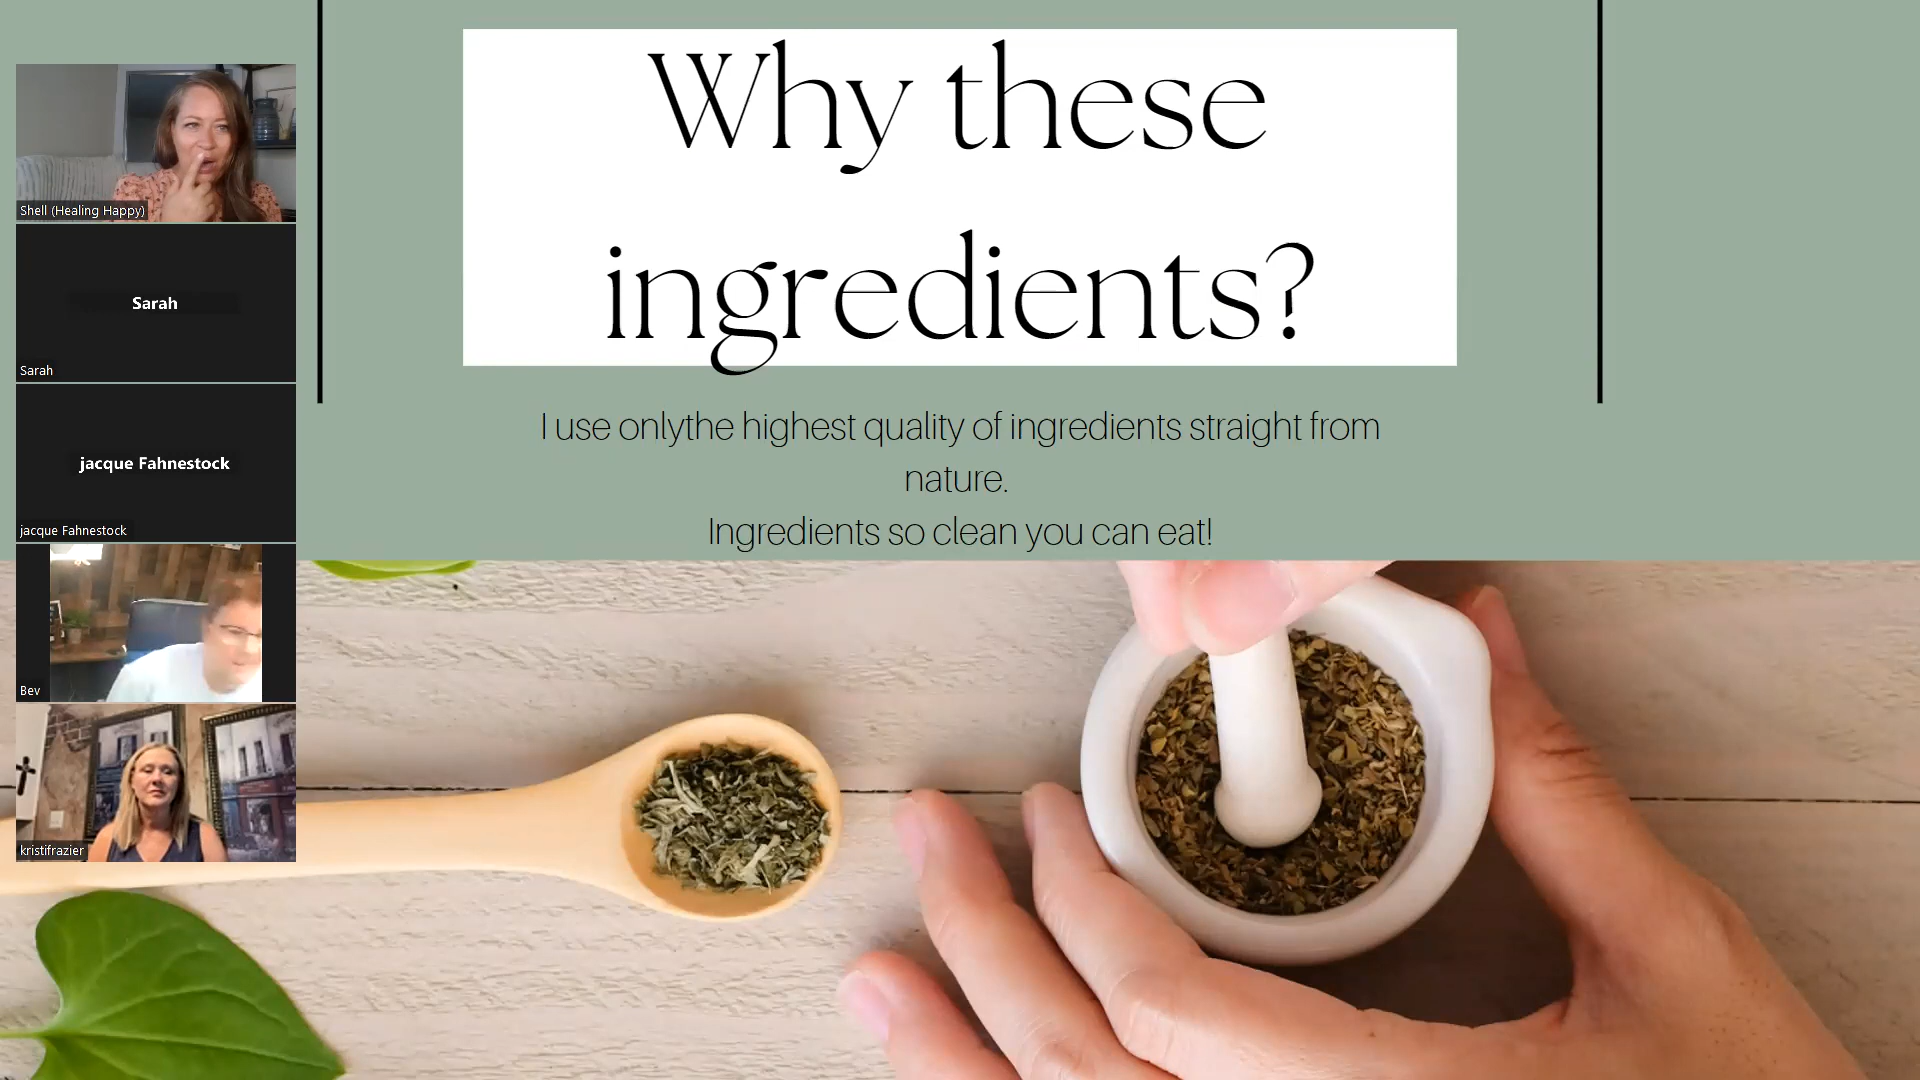 Why these
ingredients?
I use onlythe highest quality of ingredients straight from
nature.
Ingredients so clean you can eat!
Shell (Healing Happy)
Sarah
Sarah
jacque Fahnestock
jacque Fahnestock
Bev
kristifrazier